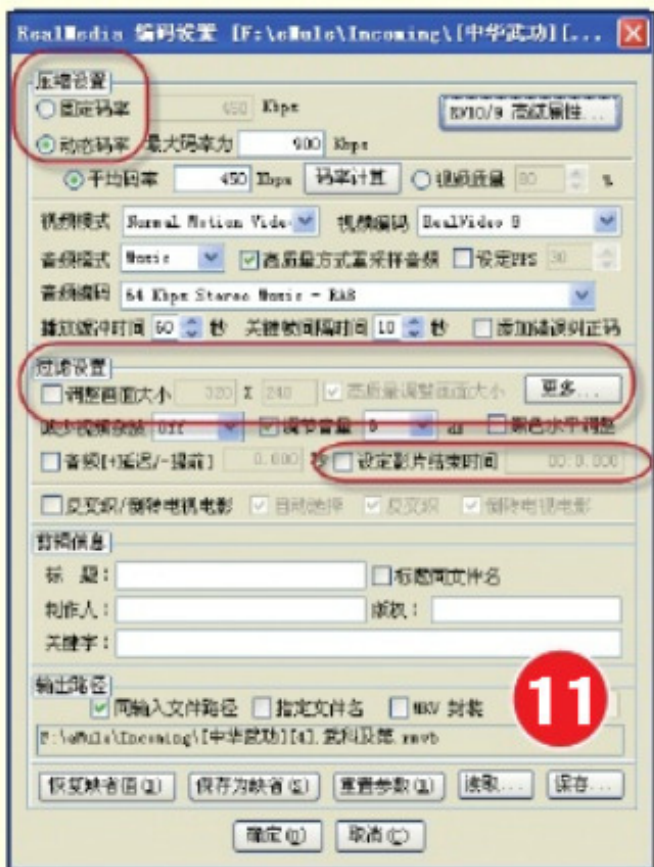 RealMedia 编码设置 [F:\eMule\Incoming\[中华武功][...
压缩设置
固定码率 450 Kbps RV10/9 高级属性...
动态码率 最大码率为 900 Kbps
平均码率 450 Kbps 码率计算 视频质量 80 %
视频模式 Normal Motion Vide 视频编码 RealVideo 9
音频模式 Music 高质量方式重采样音频 设定FPS 30
音频编码 64 Kbps Stereo Music - RA8
播放缓冲时间 60 秒 关键帧间隔时间 10 秒 添加错误纠正码
过滤设置
调整画面大小 320 X 240 高质量调整画面大小 更多...
减少视频杂波 Off 调节音量 db 黑色水平调整
音频[+延迟/-提前] 0.000 秒 设定影片结束时间 00:0.000
反交织/倒转电视电影 自动选择 反交织 倒转电视电影
剪辑信息
标 题： 标题同文件名
制作人： 版权：
关键字：
输出路径
同输入文件路径 指定文件名 MKV 封装
F:\eMule\Incoming\[中华武功][4].武科及第.rmvb
恢复缺省值 保存为缺省(S) 重置参数 读取... 保存...
确定(O) 取消(C)
11